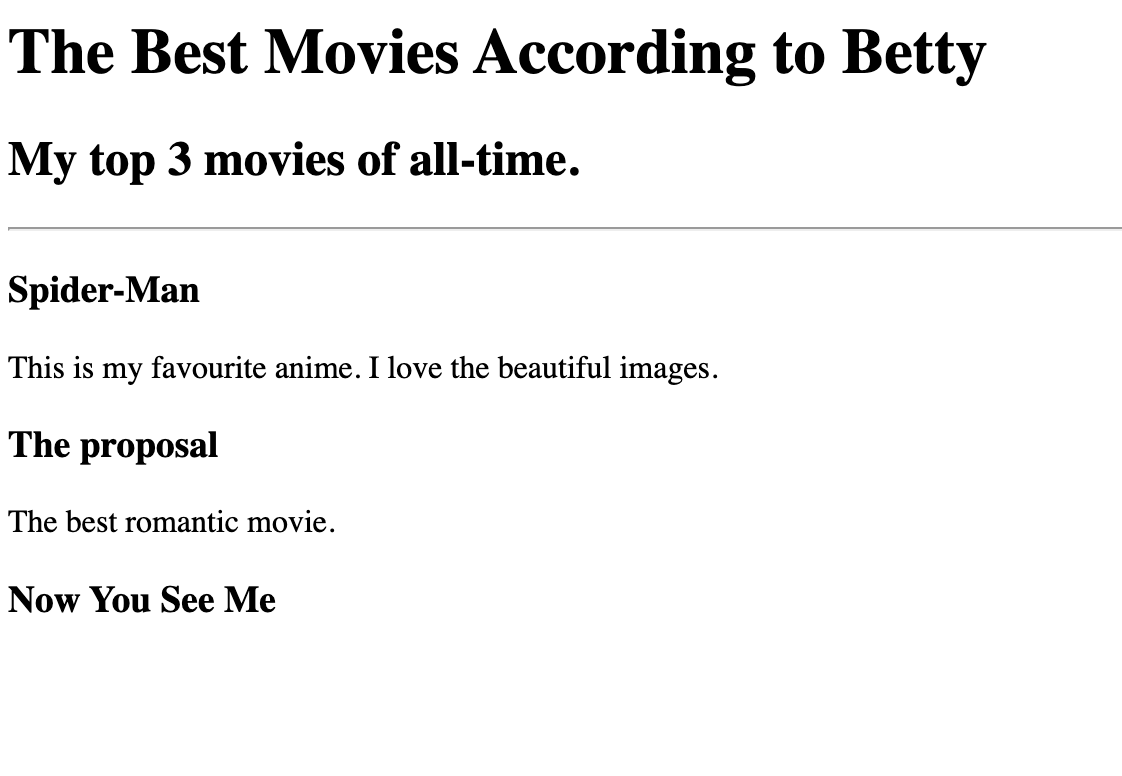 The Best Movies According to Betty
My top 3 movies of all-time.
Spider-Man
This is my favourite anime. I love the beautiful images.
The proposal
The best romantic movie.
Now You See Me